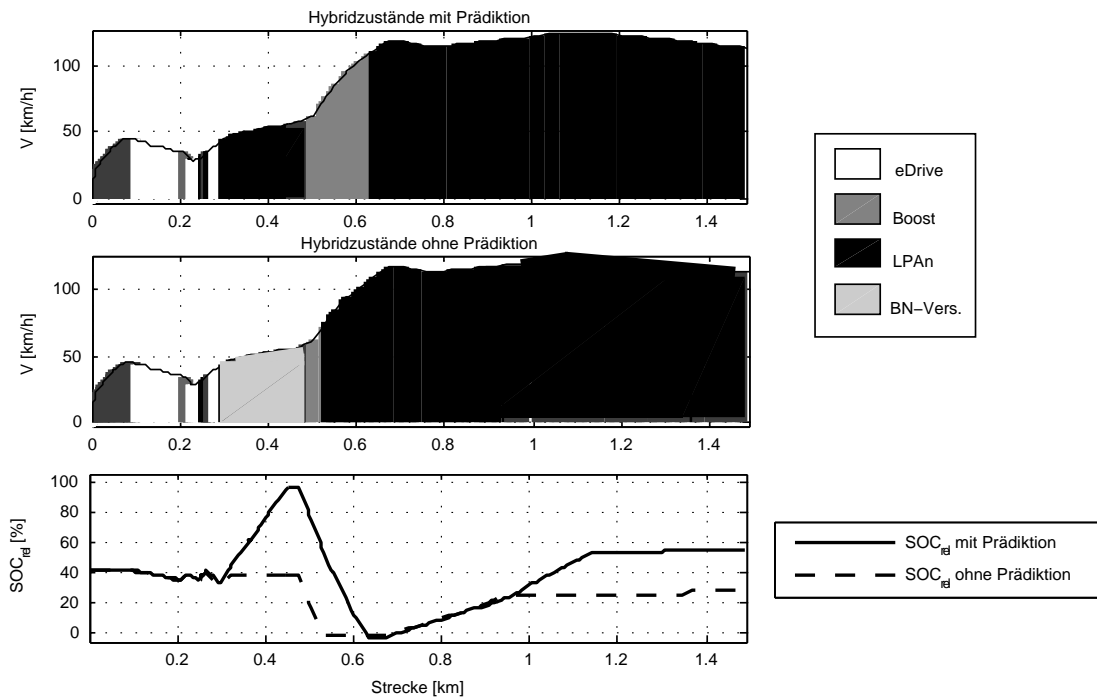 Hybridzustände mit Prädiktion
V [km/h]
100
50
0
0 0.2 0.4 0.6 0.8 1 1.2 1.4
eDrive
Boost
LPAn
BN−Vers.
Hybridzustände ohne Prädiktion
V [km/h]
100
50
0
0 0.2 0.4 0.6 0.8 1 1.2 1.4
SOCrel [%]
100
80
60
40
20
0
0.2 0.4 0.6 0.8 1 1.2 1.4
Strecke [km]
SOCrel mit Prädiktion
SOCrel ohne Prädiktion